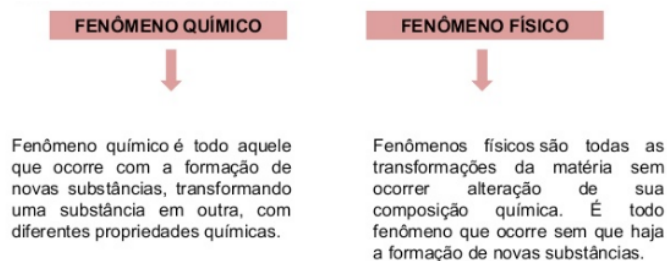 FENÔMENO QUÍMICO
Fenômeno químico é todo aquele
que ocorre com a formação de
novas substâncias, transformando
uma substância em outra, com
diferentes propriedades químicas.
FENÔMENO FÍSICO
Fenômenos físicos são todas as
transformações da matéria sem
ocorrer alteração de sua
composição química. É todo
fenômeno que ocorre sem que haja
a formação de novas substâncias.